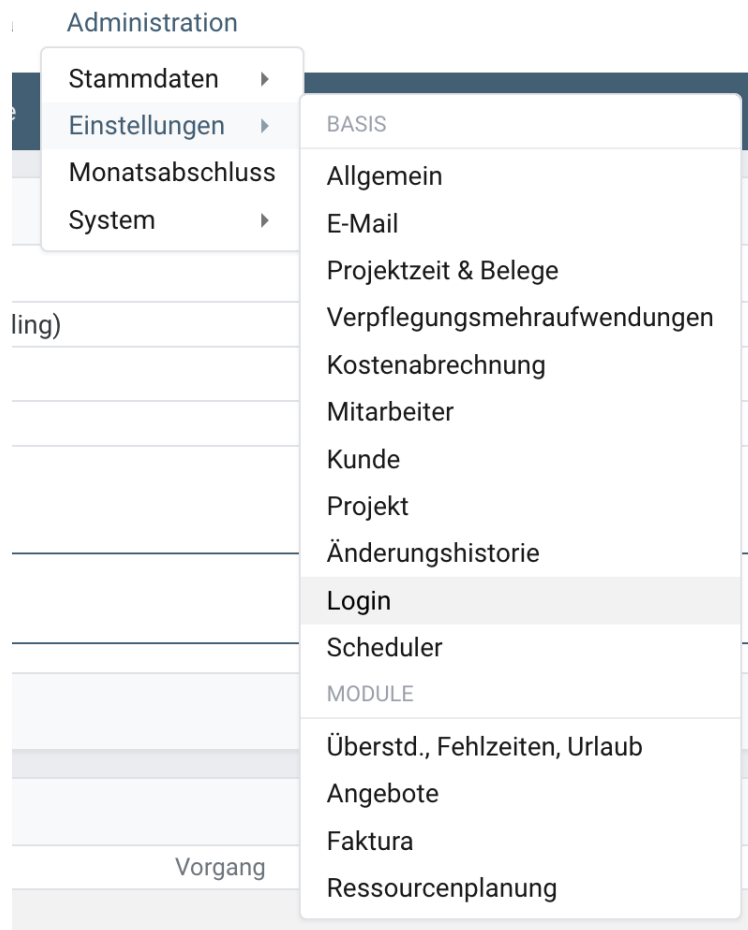 Administration
Stammdaten
Einstellungen
Monatsabschluss
System
BASIS
Allgemein
E-Mail
Projektzeit & Belege
Verpflegungsmehraufwendungen
Kostenabrechnung
Mitarbeiter
Kunde
Projekt
Änderungshistorie
Login
Scheduler
MODULE
Überstd., Fehlzeiten, Urlaub
Angebote
Faktura
Ressourcenplanung
ling)
Vorgang